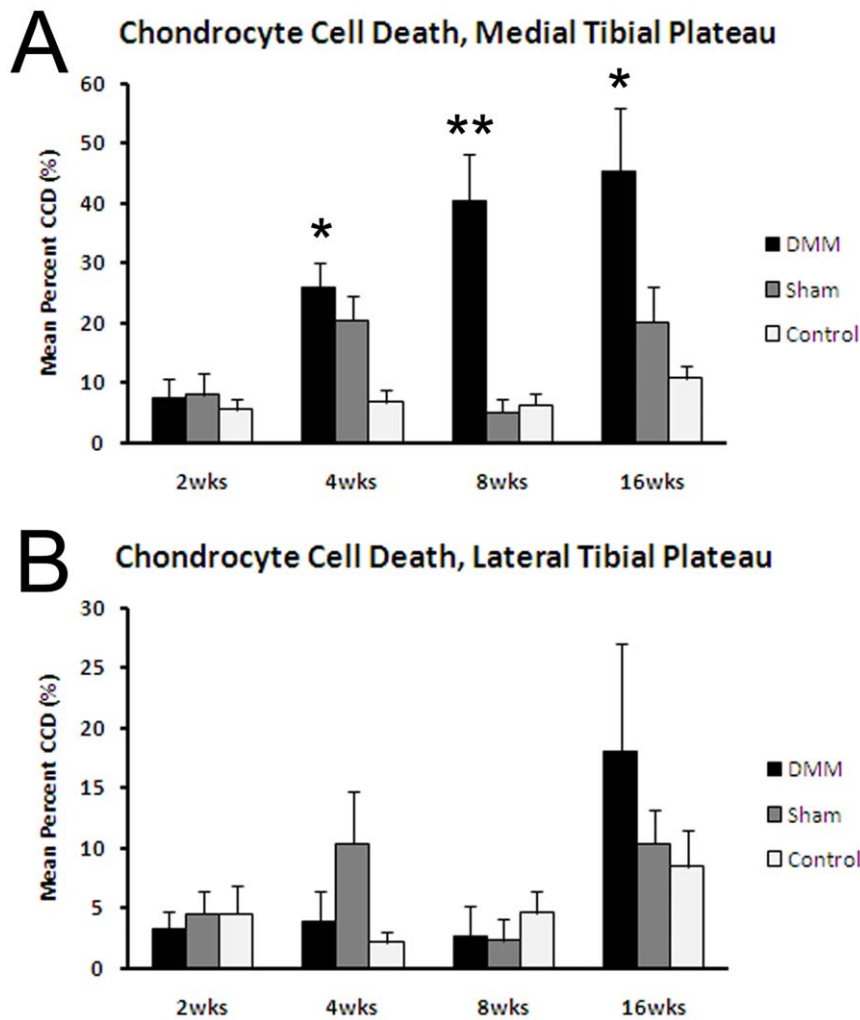 A
Chondrocyte Cell Death, Medial Tibial Plateau
Mean Percent CCD (%)
60
50
40
30
20
10
0
*
**
*
DMM
Sham
Control
2wks 4wks 8wks 16wks
B
Chondrocyte Cell Death, Lateral Tibial Plateau
Mean Percent CCD (%)
30
25
20
15
10
5
0
DMM
Sham
Control
2wks 4wks 8wks 16wks